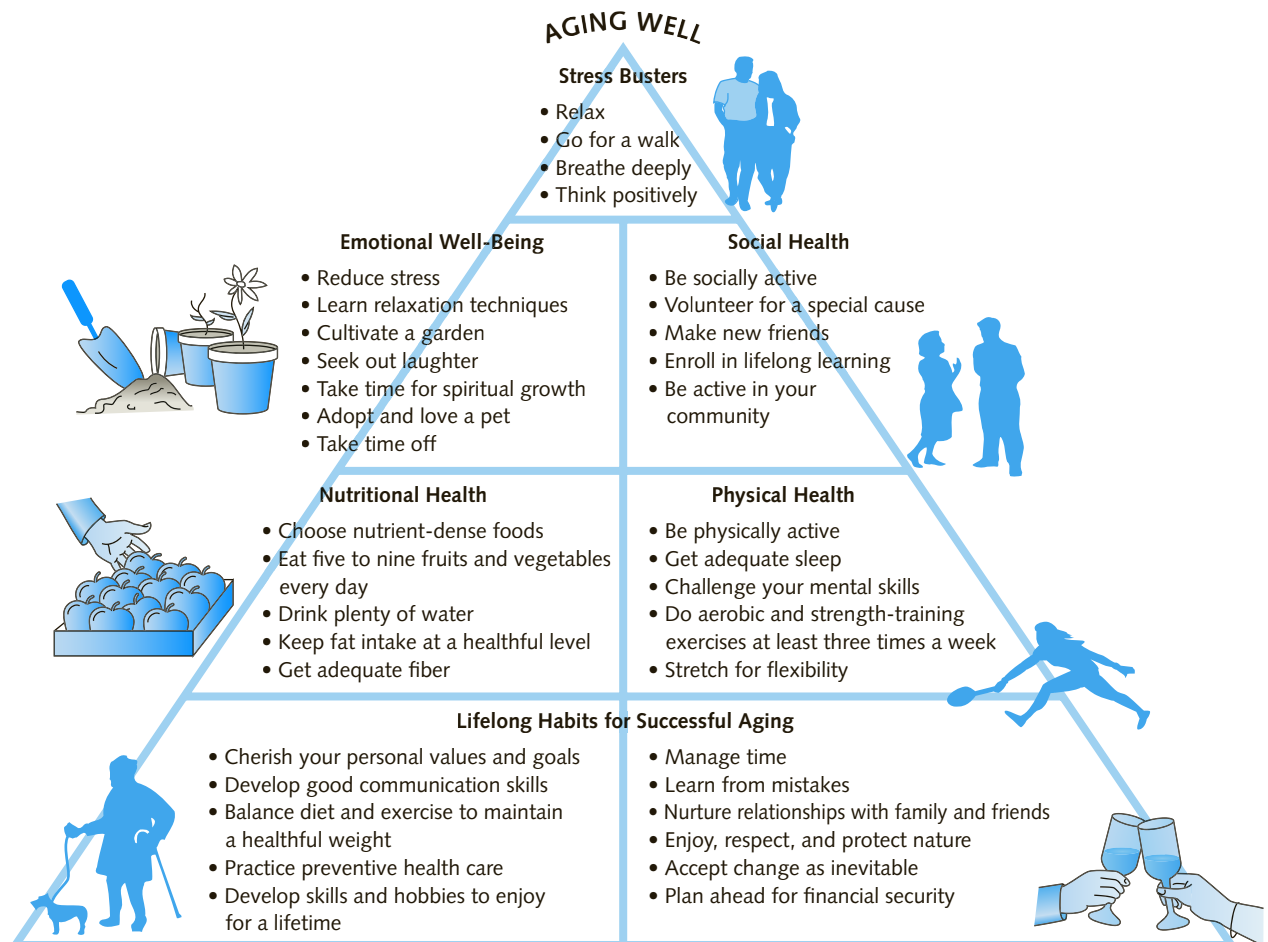 AGING WELL
Stress Busters
• Relax
• Go for a walk
• Breathe deeply
• Think positively
Emotional Well-Being
• Reduce stress
• Learn relaxation techniques
• Cultivate a garden
• Seek out laughter
• Take time for spiritual growth
• Adopt and love a pet
• Take time off
Social Health
• Be socially active
• Volunteer for a special cause
• Make new friends
• Enroll in lifelong learning
• Be active in your
community
Nutritional Health
• Choose nutrient-dense foods
• Eat five to nine fruits and vegetables
every day
• Drink plenty of water
• Keep fat intake at a healthful level
• Get adequate fiber
Physical Health
• Be physically active
• Get adequate sleep
• Challenge your mental skills
• Do aerobic and strength-training
exercises at least three times a week
• Stretch for flexibility
Lifelong Habits for Successful Aging
• Cherish your personal values and goals
• Develop good communication skills
• Balance diet and exercise to maintain
a healthful weight
• Practice preventive health care
• Develop skills and hobbies to enjoy
for a lifetime
• Manage time
• Learn from mistakes
• Nurture relationships with family and friends
• Enjoy, respect, and protect nature
• Accept change as inevitable
• Plan ahead for financial security